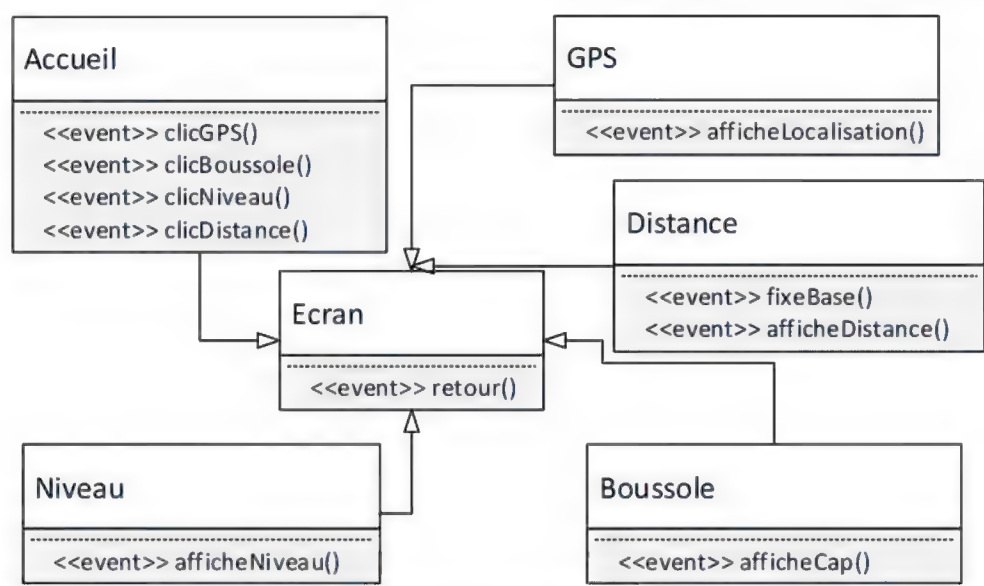 Accueil
<<event>> clicGPS()
<<event>> clicBoussole()
<<event>> clicNiveau()
<<event>> clicDistance()
GPS
<<event>> afficheLocalisation()
Distance
<<event>> fixeBase()
<<event>> afficheDistance()
Ecran
<<event>> retour()
Niveau
<<event>> afficheNiveau()
Boussole
<<event>> afficheCap()